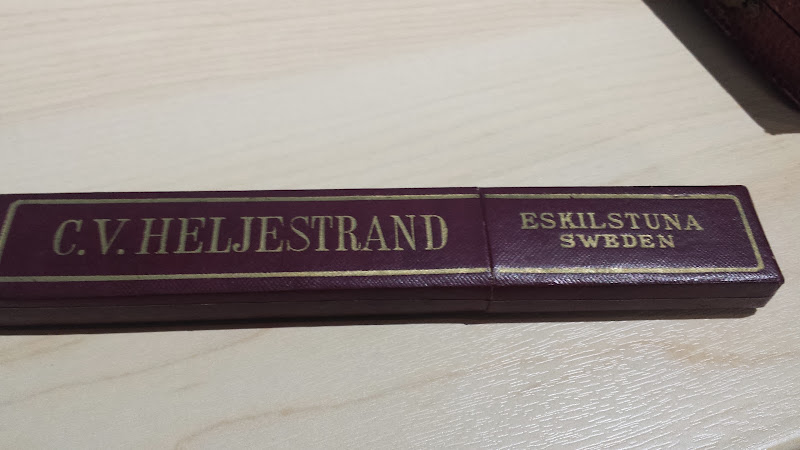 C.V. HELJESTRAND
ESKILSTUNA
SWEDEN